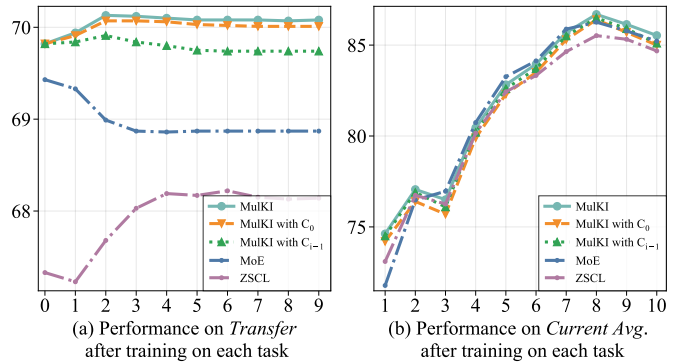 70
69
68
MulKI
MulKI with C₀
MulKI with Cᵢ₋₁
MoE
ZSCL
0 1 2 3 4 5 6 7 8 9
(a) Performance on Transfer
after training on each task
85
80
75
MulKI
MulKI with C₀
MulKI with Cᵢ₋₁
MoE
ZSCL
1 2 3 4 5 6 7 8 9 10
(b) Performance on Current Avg.
after training on each task